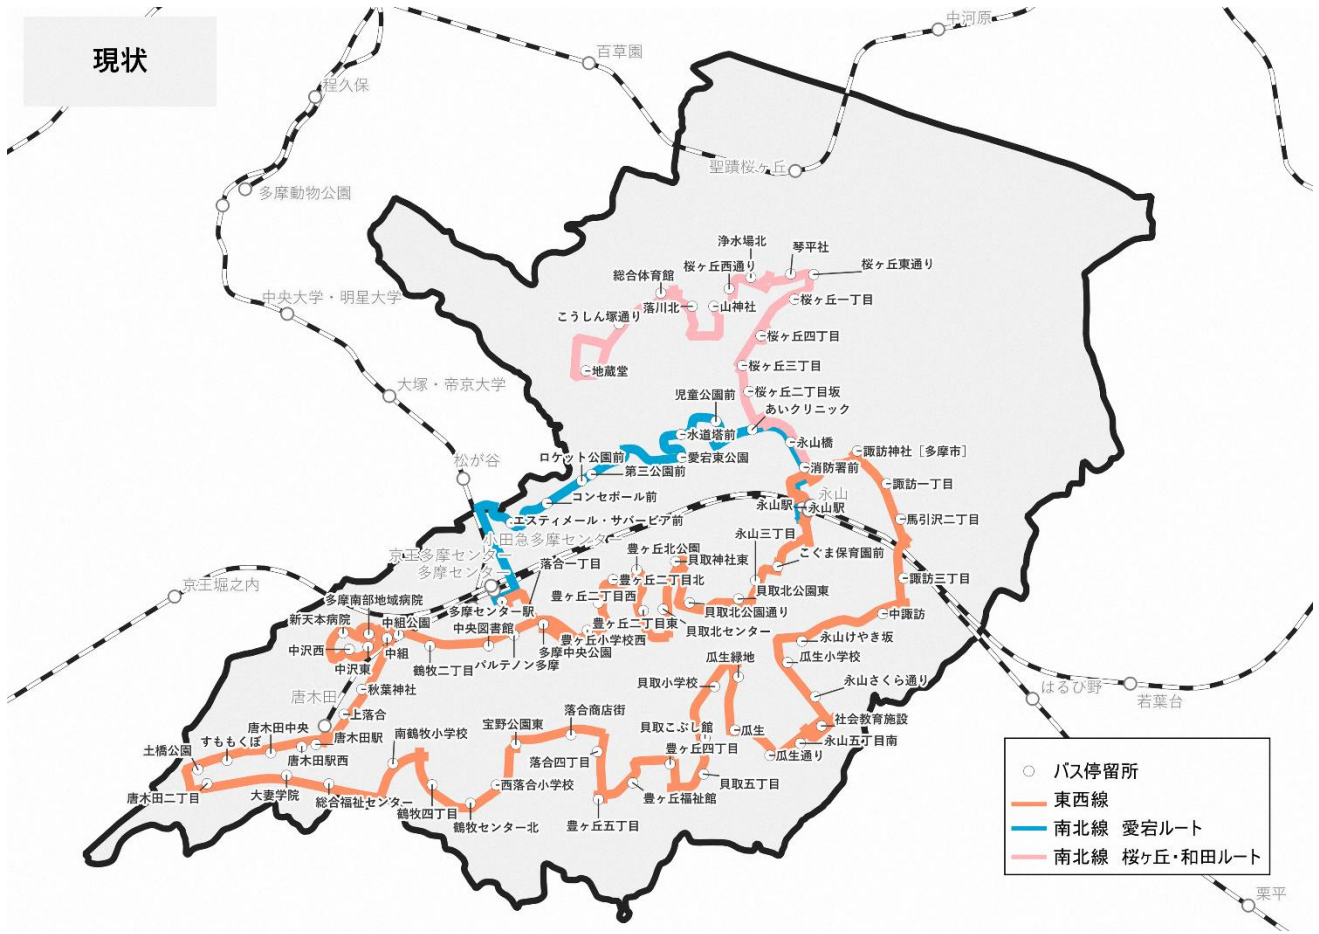 現状
中河原
百草園
程久保
聖蹟桜ヶ丘
多摩動物公園
浄水場北
琴平社
桜ヶ丘西通り
桜ヶ丘東通り
総合体育館
中央大学・明星大学
落川北
山神社
桜ヶ丘一丁目
こうしん塚通り
桜ヶ丘四丁目
地蔵堂
桜ヶ丘三丁目
大塚・帝京大学
児童公園前
桜ヶ丘二丁目坂
あいクリニック
水道塔前
永山橋
諏訪神社［多摩市］
松が谷
ロケット公園前
愛宕東公園
第三公園前
消防署前
諏訪一丁目
コンセポール前
永山
永山駅
永山駅
エスティメール・サバービア前
馬引沢二丁目
小田急多摩センター
永山三丁目
京王多摩センター
豊ヶ丘北公園
貝取神社東
こぐま保育園前
多摩センター
落合一丁目
豊ヶ丘二丁目北
諏訪三丁目
京王堀之内
貝取北公園東
多摩南部地域病院
豊ヶ丘二丁目西
多摩センター駅
貝取北公園通り
中諏訪
新天本病院
中組公園
中央図書館
豊ヶ丘二丁目東
貝取北センター
豊ヶ丘小学校西
永山けやき坂
中沢西
中組
多摩中央公園
瓜生緑地
瓜生小学校
中沢東
鶴牧二丁目
パルテノン多摩
貝取小学校
永山さくら通り
はるひ野
若葉台
唐木田
秋葉神社
上落合
落合商店街
宝野公園東
貝取こぶし館
社会教育施設
唐木田中央
南鶴牧小学校
瓜生
すももくぼ
唐木田駅
永山五丁目南
土橋公園
唐木田駅西
落合四丁目
豊ヶ丘四丁目
瓜生通り
唐木田二丁目
大妻学院
総合福祉センター
西落合小学校
貝取五丁目
豊ヶ丘福祉館
鶴牧四丁目
鶴牧センター北
豊ヶ丘五丁目
バス停留所
東西線
南北線　愛宕ルート
南北線　桜ヶ丘・和田ルート
栗平